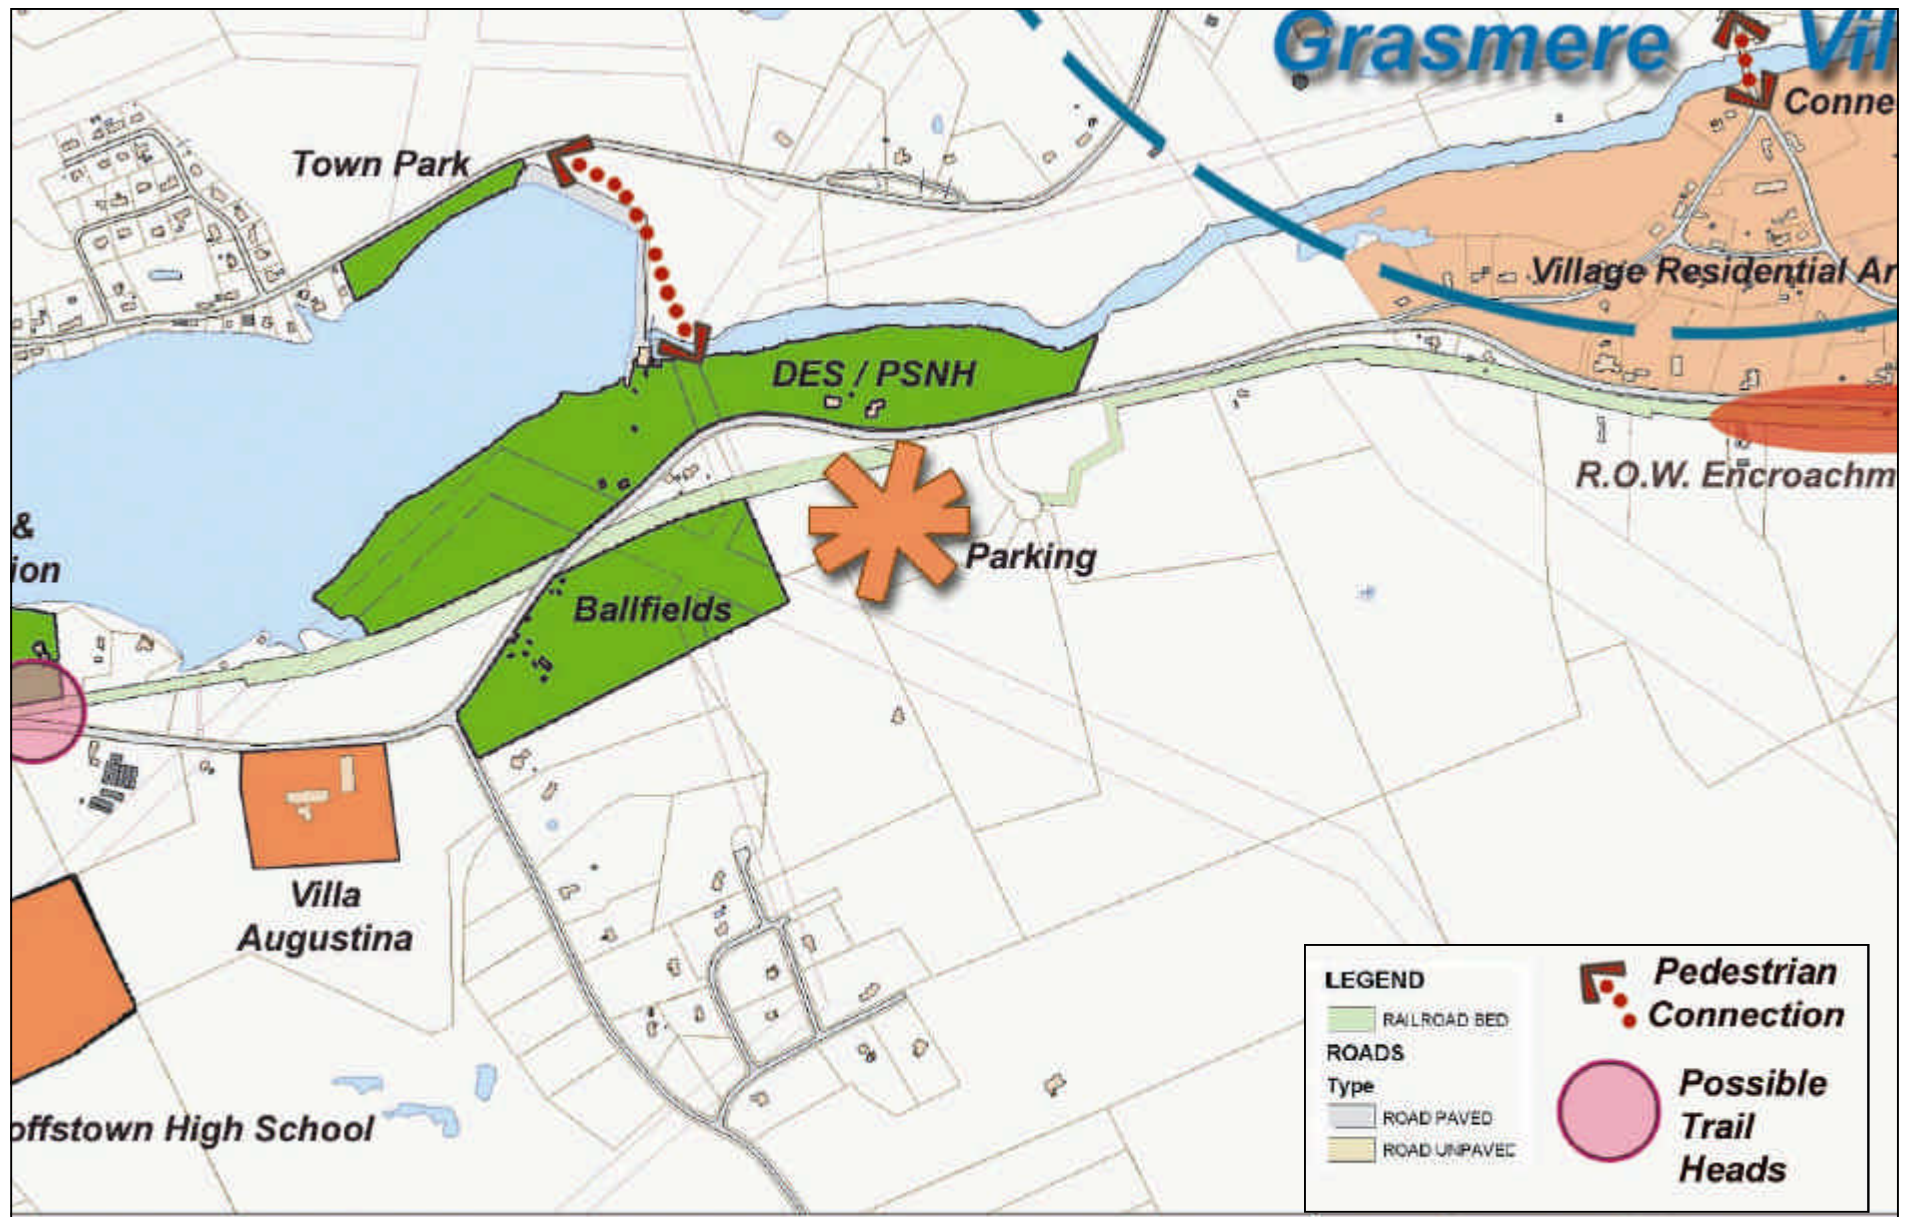 Grasmere Vil
Conne
Town Park
Village Residential Ar
DES / PSNH
R.O.W. Encroachm
&
ion
Parking
Ballfields
Villa
Augustina
offstown High School
LEGEND
RAILROAD BED
ROADS
Type
ROAD PAVED
ROAD UNPAVED
Pedestrian
Connection
Possible
Trail
Heads